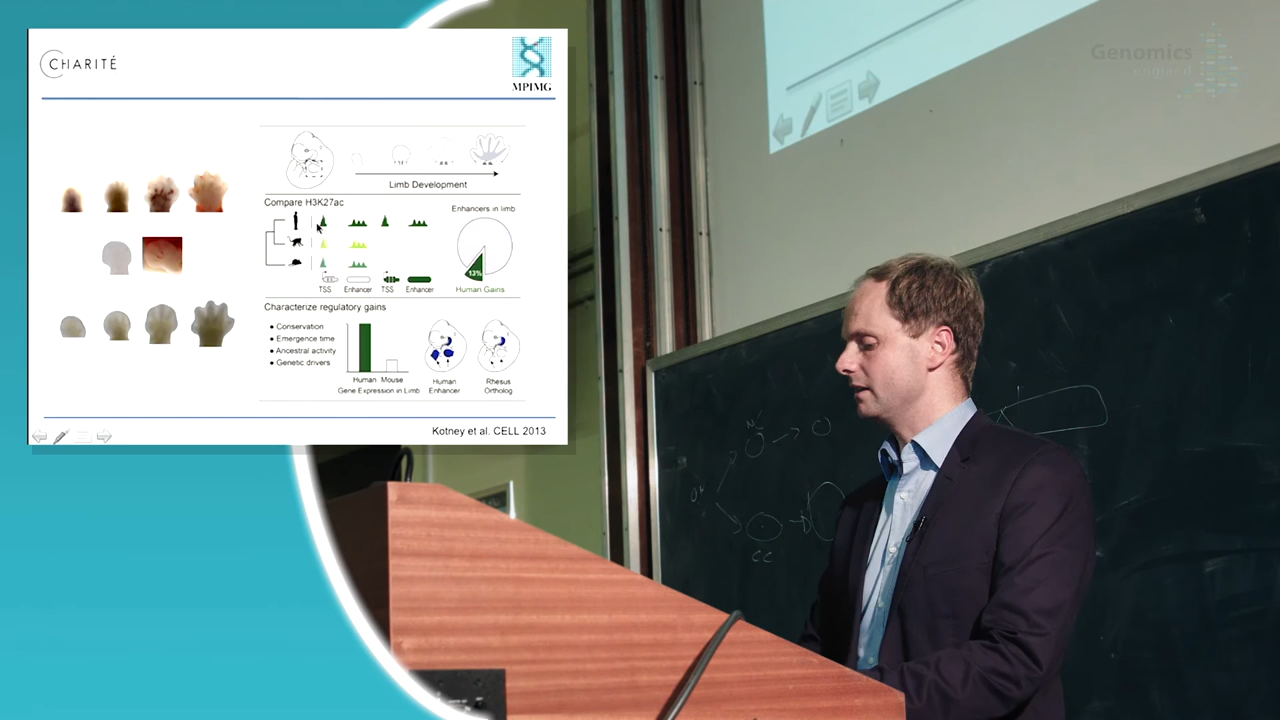 CHARITÉ
MPIMG
Limb Development
Compare H3K27ac
Enhancers in limb
13%
TSS Enhancer TSS Enhancer
Human Gains
Characterize regulatory gains
• Conservation
• Emergence time
• Ancestral activity
• Genetic drivers
Human Mouse
Gene Expression in Limb
Human
Enhancer
Rhesus
Ortholog
Kotney et al. CELL 2013
Genomics
england
CC